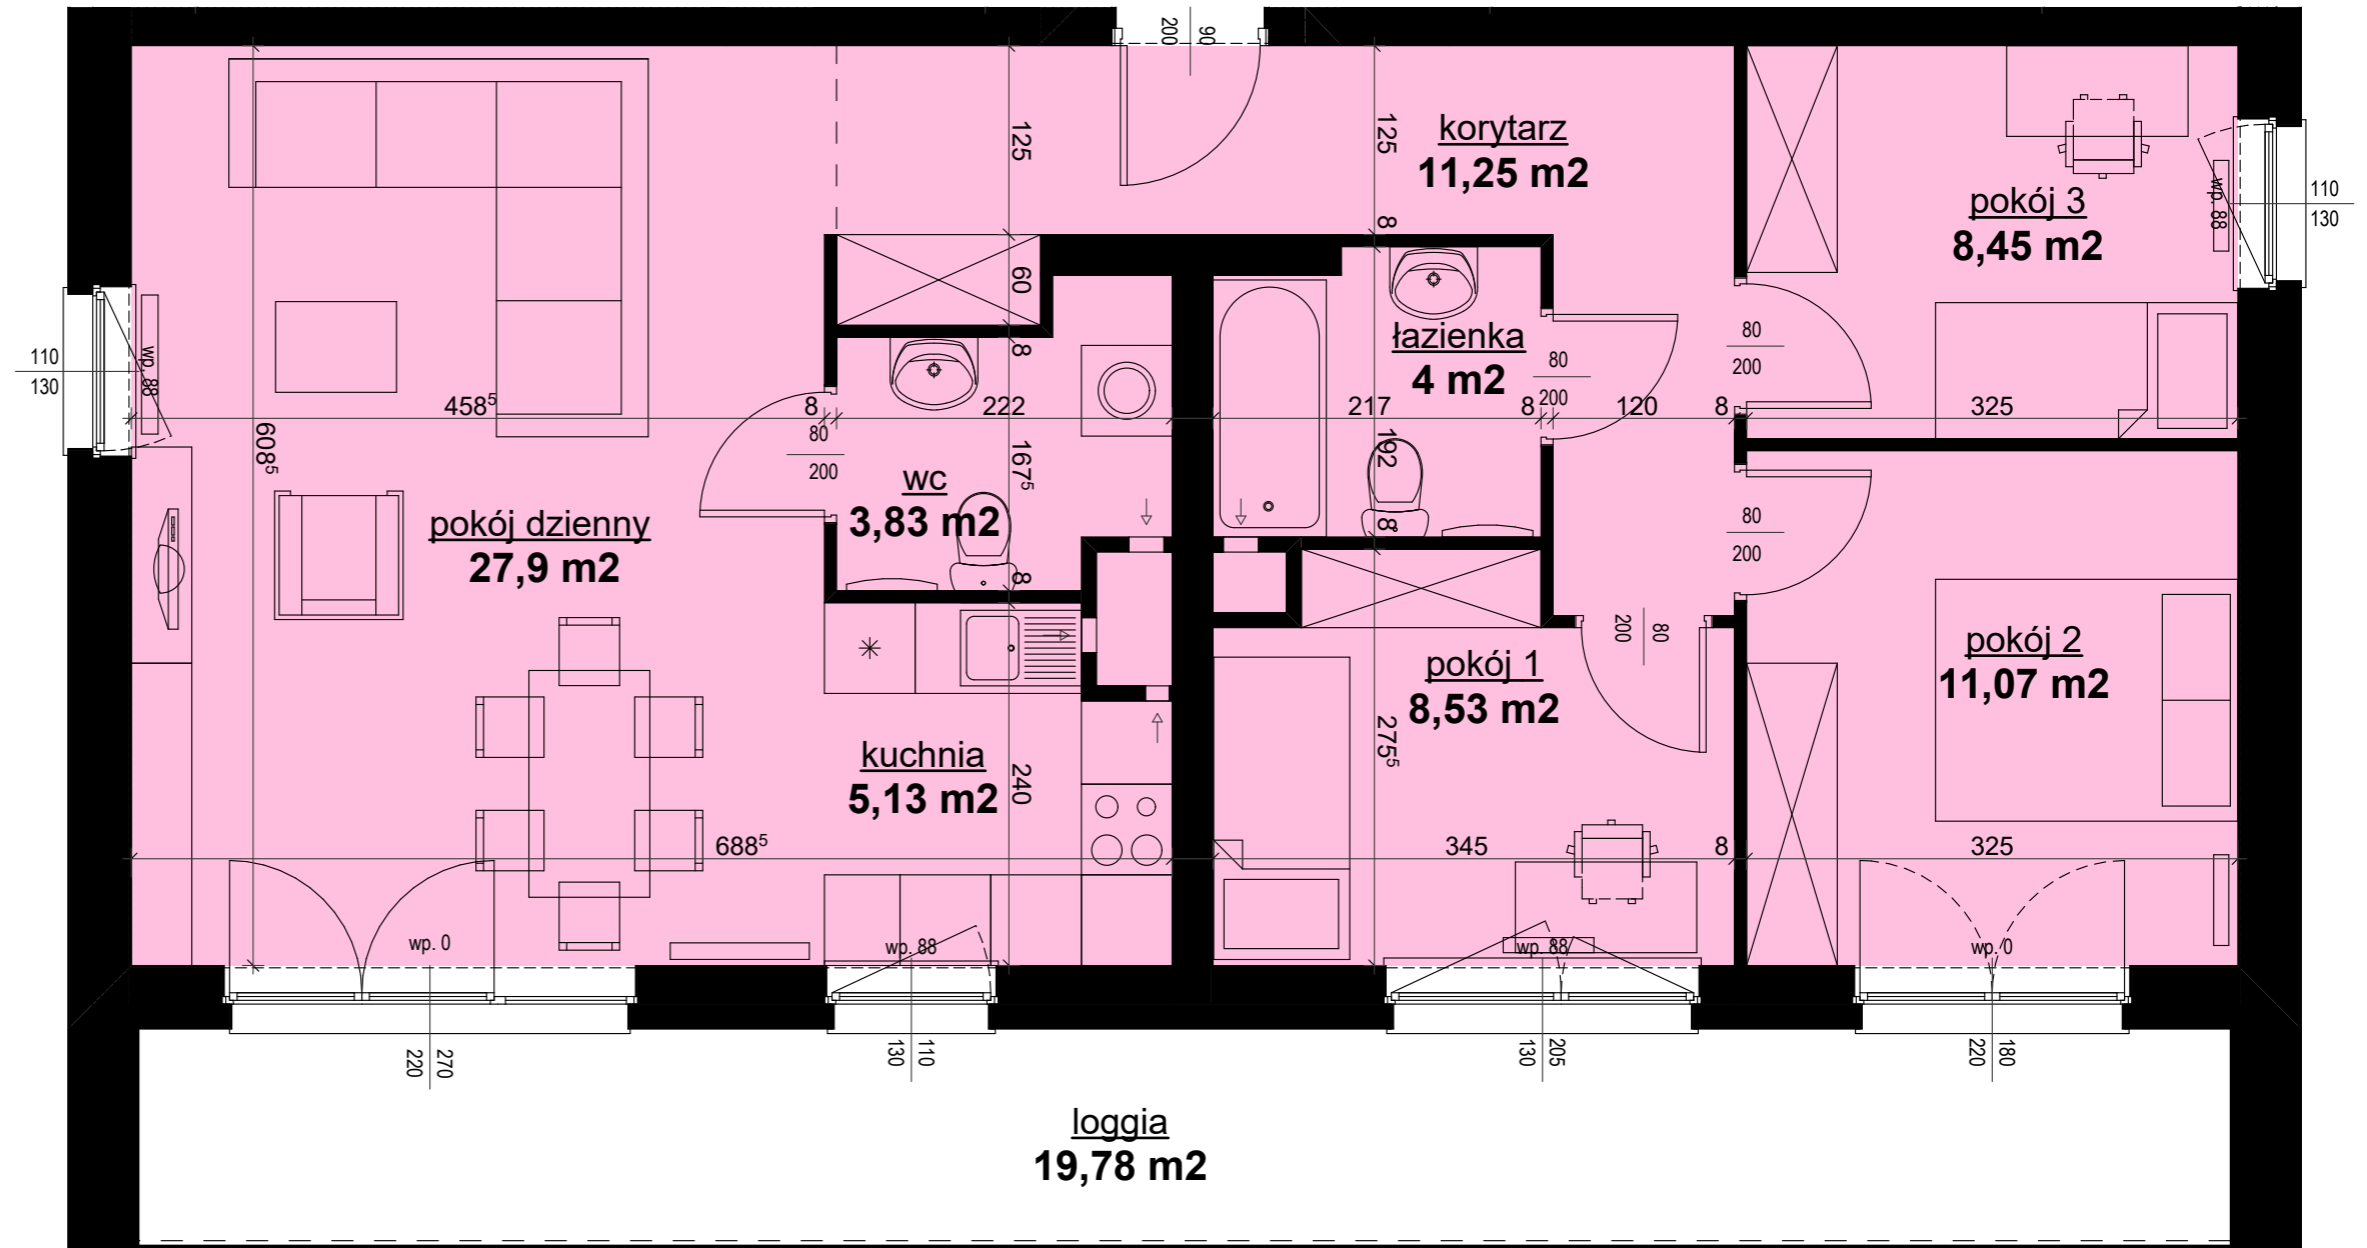 200
90
korytarz
11,25 m2
125
125
8
60
8
pokój 3
8,45 m2
wp. 88
110
130
110
130
wp. 88
łazienka
4 m2
80
200
80
200
458⁵
8
222
217
8
120
8
325
80
200
608⁵
167⁵
192
8
8
wc
3,83 m2
pokój dzienny
27,9 m2
80
200
200
80
pokój 1
8,53 m2
pokój 2
11,07 m2
275⁵
kuchnia
5,13 m2
240
688⁵
345
8
325
wp. 0
wp. 88
wp. 88
wp. 0
220
270
130
110
130
205
220
180
loggia
19,78 m2